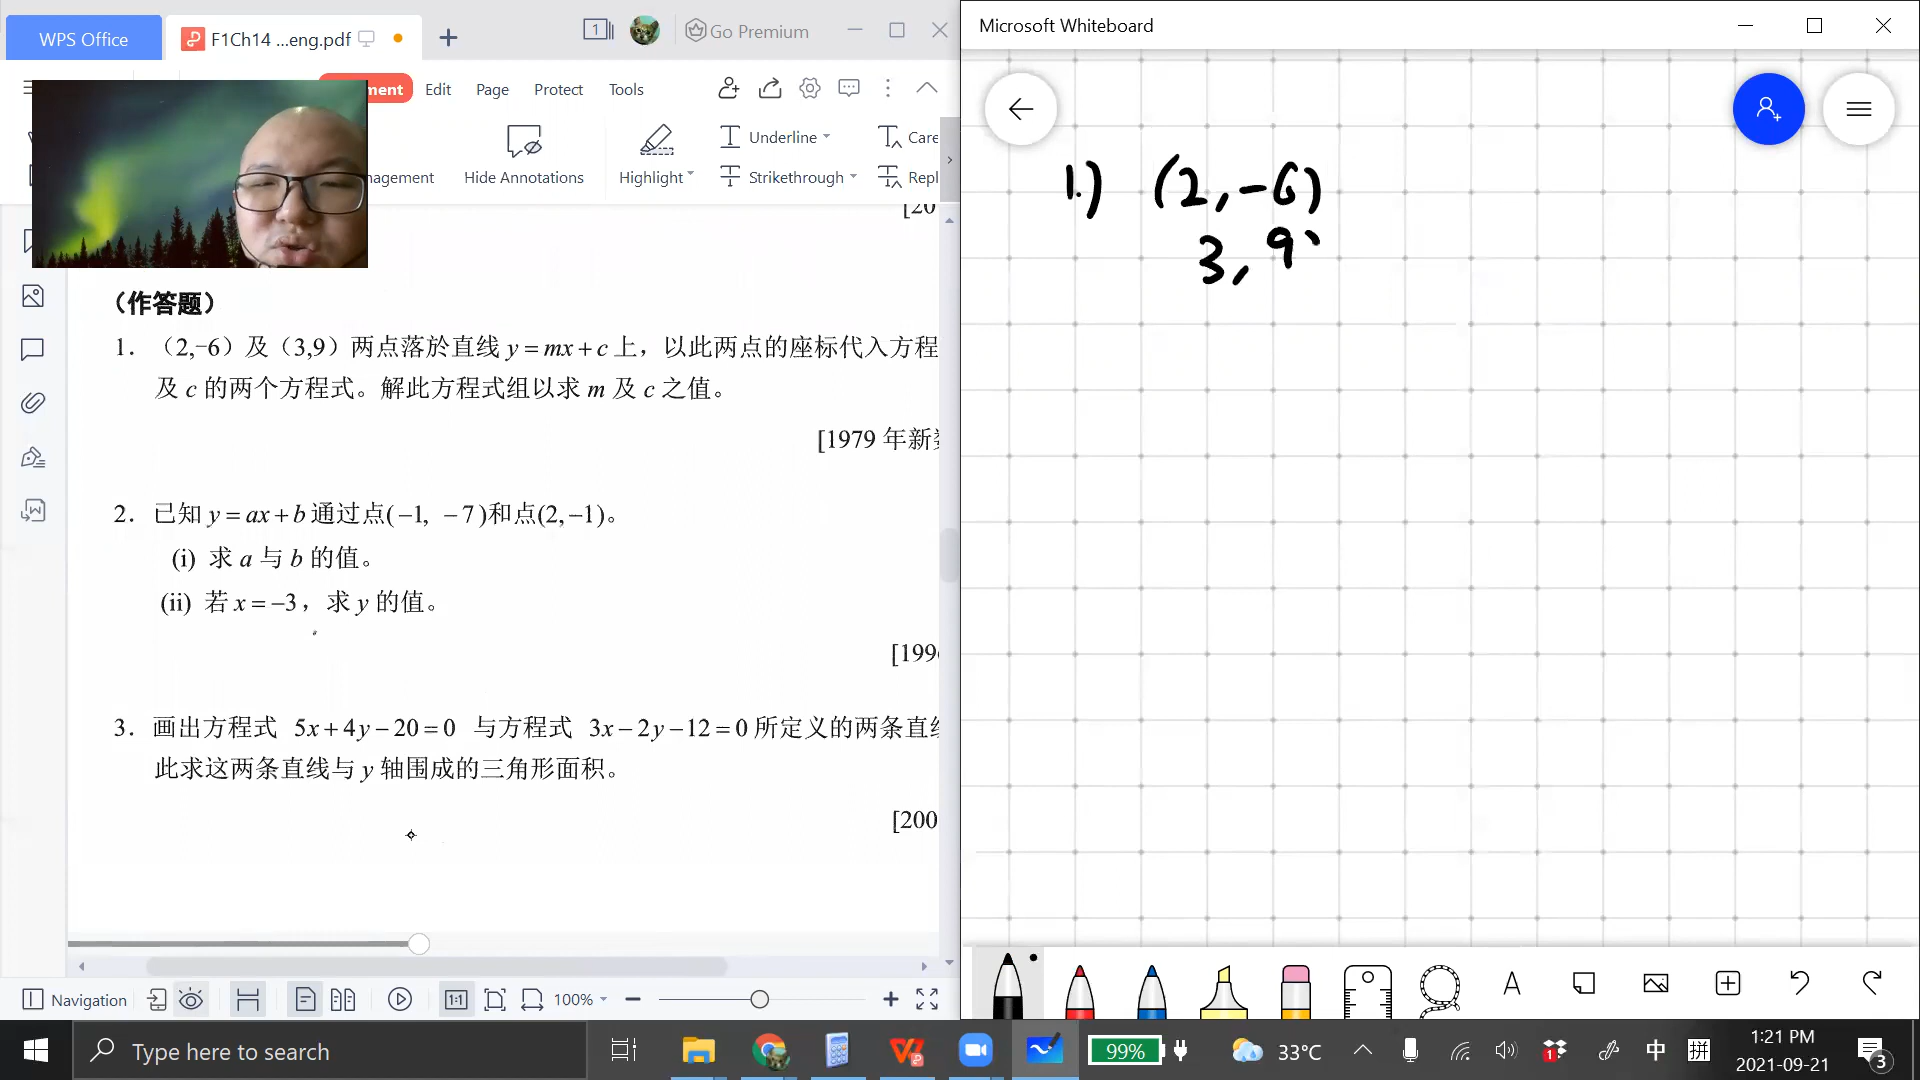 WPS Office
F1Ch14 ...eng.pdf
1
Go Premium
Microsoft Whiteboard
Edit
Page
Protect
Tools
Hide Annotations
Highlight
Underline
Strikethrough
(作答题)
1. (2,-6)及(3,9)两点落於直线 y = mx + c 上，以此两点的座标代入方程
及 c 的两个方程式。解此方程式组以求 m 及 c 之值。
[1979 年新
2. 已知 y = ax + b 通过点(-1, -7)和点(2,-1)。
(i) 求 a 与 b 的值。
(ii) 若 x = -3，求 y 的值。
[199
3. 画出方程式 5x + 4y - 20 = 0 与方程式 3x - 2y - 12 = 0 所定义的两条直
此求这两条直线与 y 轴围成的三角形面积。
[200
1.) (2, -6)
3, 9
Navigation
1:1
100%
Type here to search
99%
33°C
1
中
拼
1:21 PM
2021-09-21
3